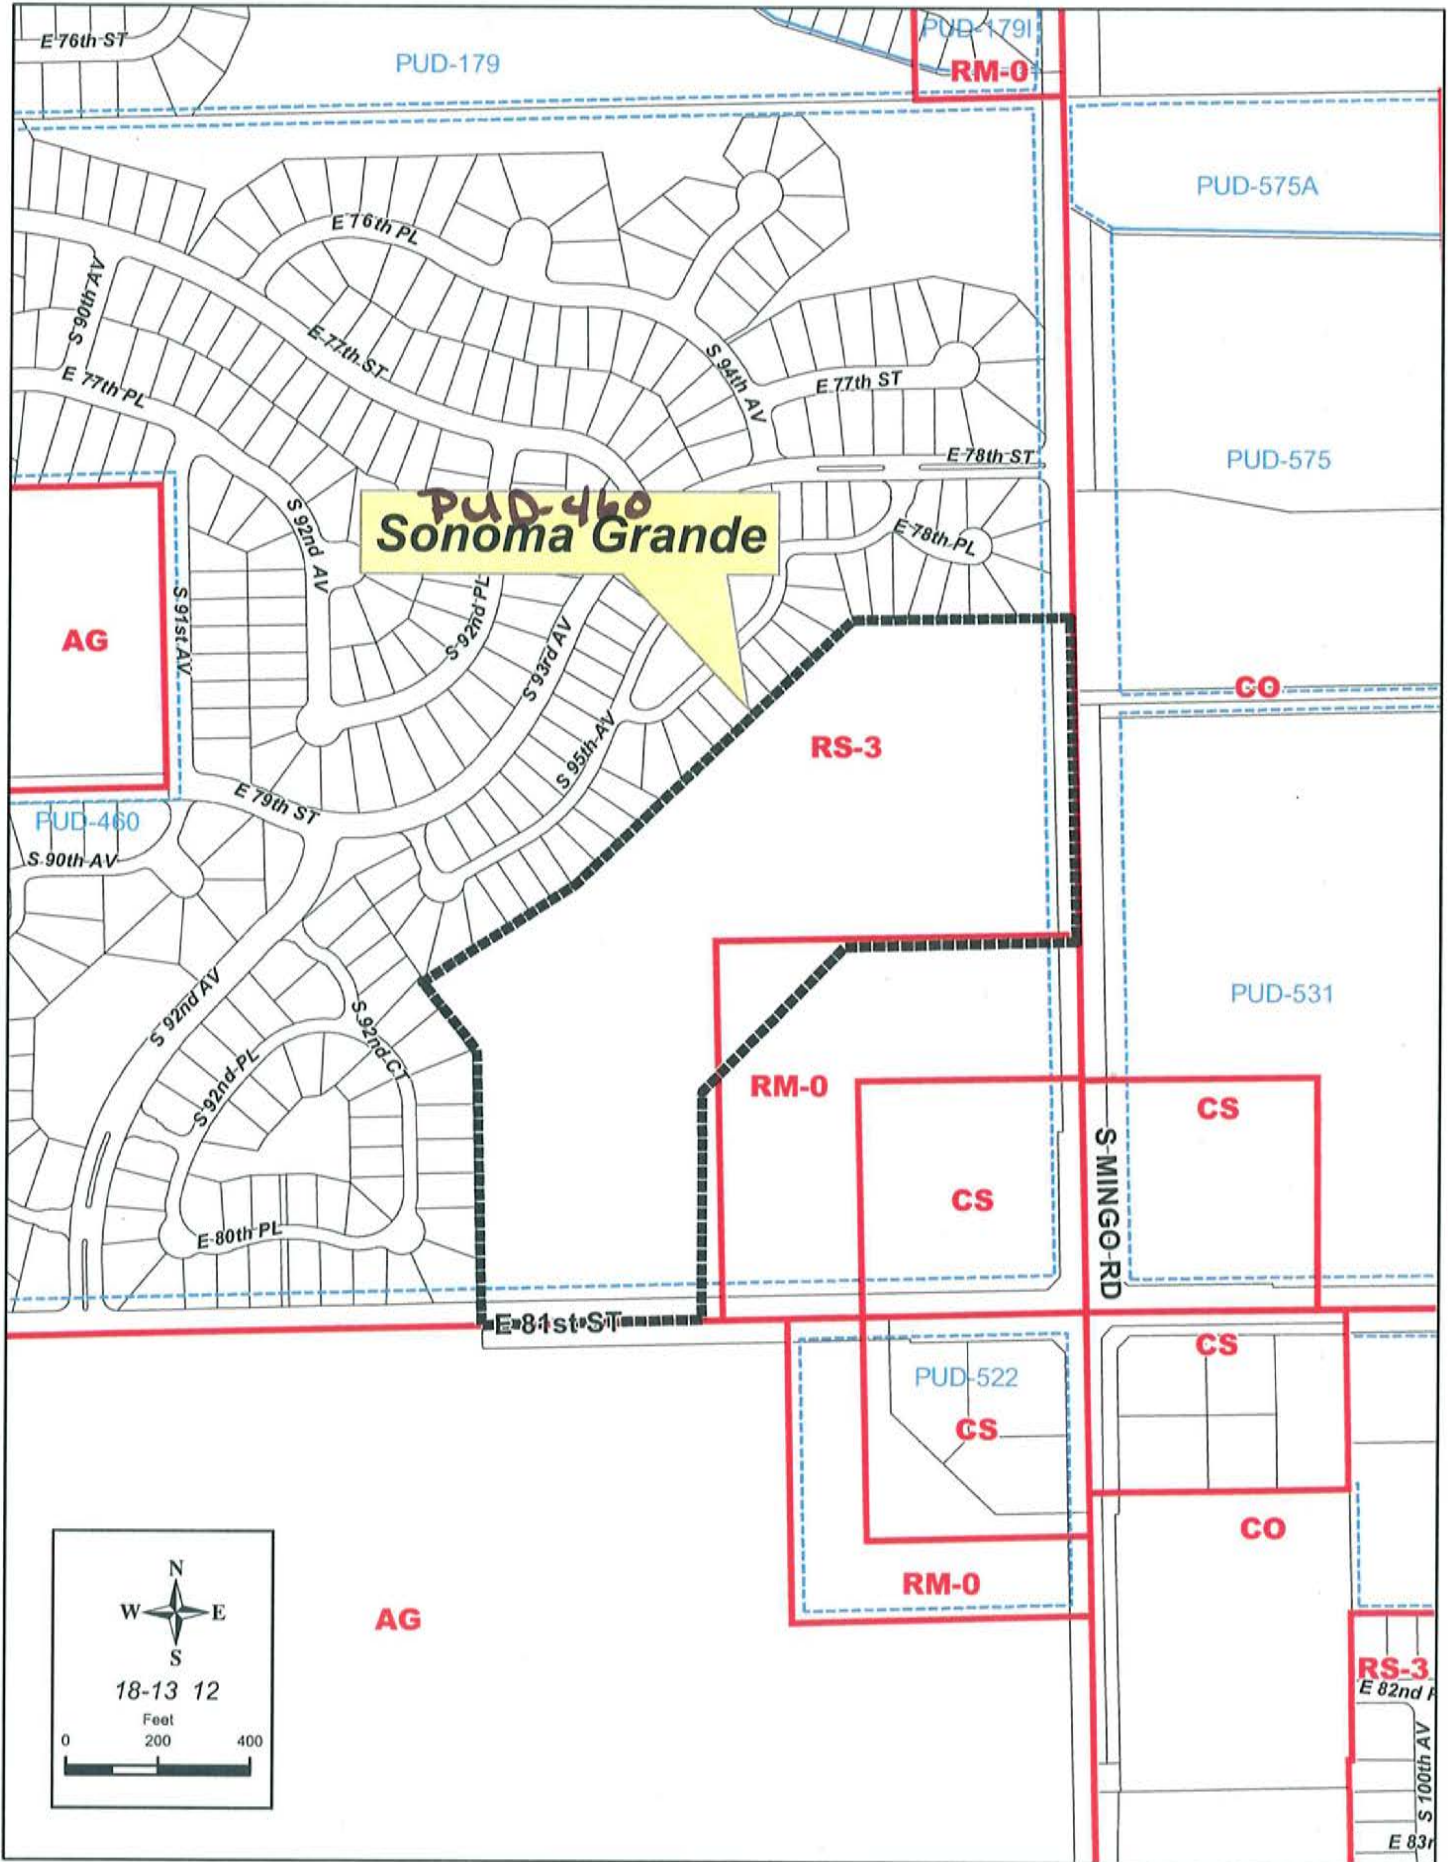 E 76th ST
PUD-179
PUD-179I
RM-0
PUD-575A
E 76th PL
S 90th AV
E 77th ST
S 94th AV
E 77th ST
E 77th PL
E 78th ST
PUD-575
PUD-460
Sonoma Grande
S 92nd AV
E 78th PL
S 91st AV
S 92nd PL
S 93rd AV
AG
CO
RS-3
S 95th AV
E 79th ST
PUD-460
S 90th AV
S 92nd AV
S 92nd CT
PUD-531
S 92nd PL
RM-0
CS
CS
S MINGO RD
E 80th PL
E 81st ST
CS
PUD-522
CS
CO
RM-0
AG
N
W E
S
18-13 12
Feet
0 200 400
RS-3
E 82nd
S 100th AV
E 83r